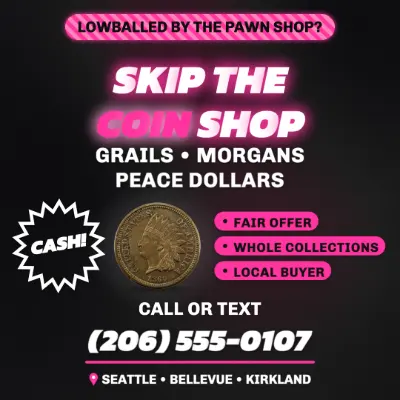 LOWBALLED BY THE PAWN SHOP?
SKIP THE
COIN SHOP
GRAILS • MORGANS
PEACE DOLLARS
CASH!
• FAIR OFFER
• WHOLE COLLECTIONS
• LOCAL BUYER
CALL OR TEXT
(206) 555-0107
SEATTLE • BELLEVUE • KIRKLAND